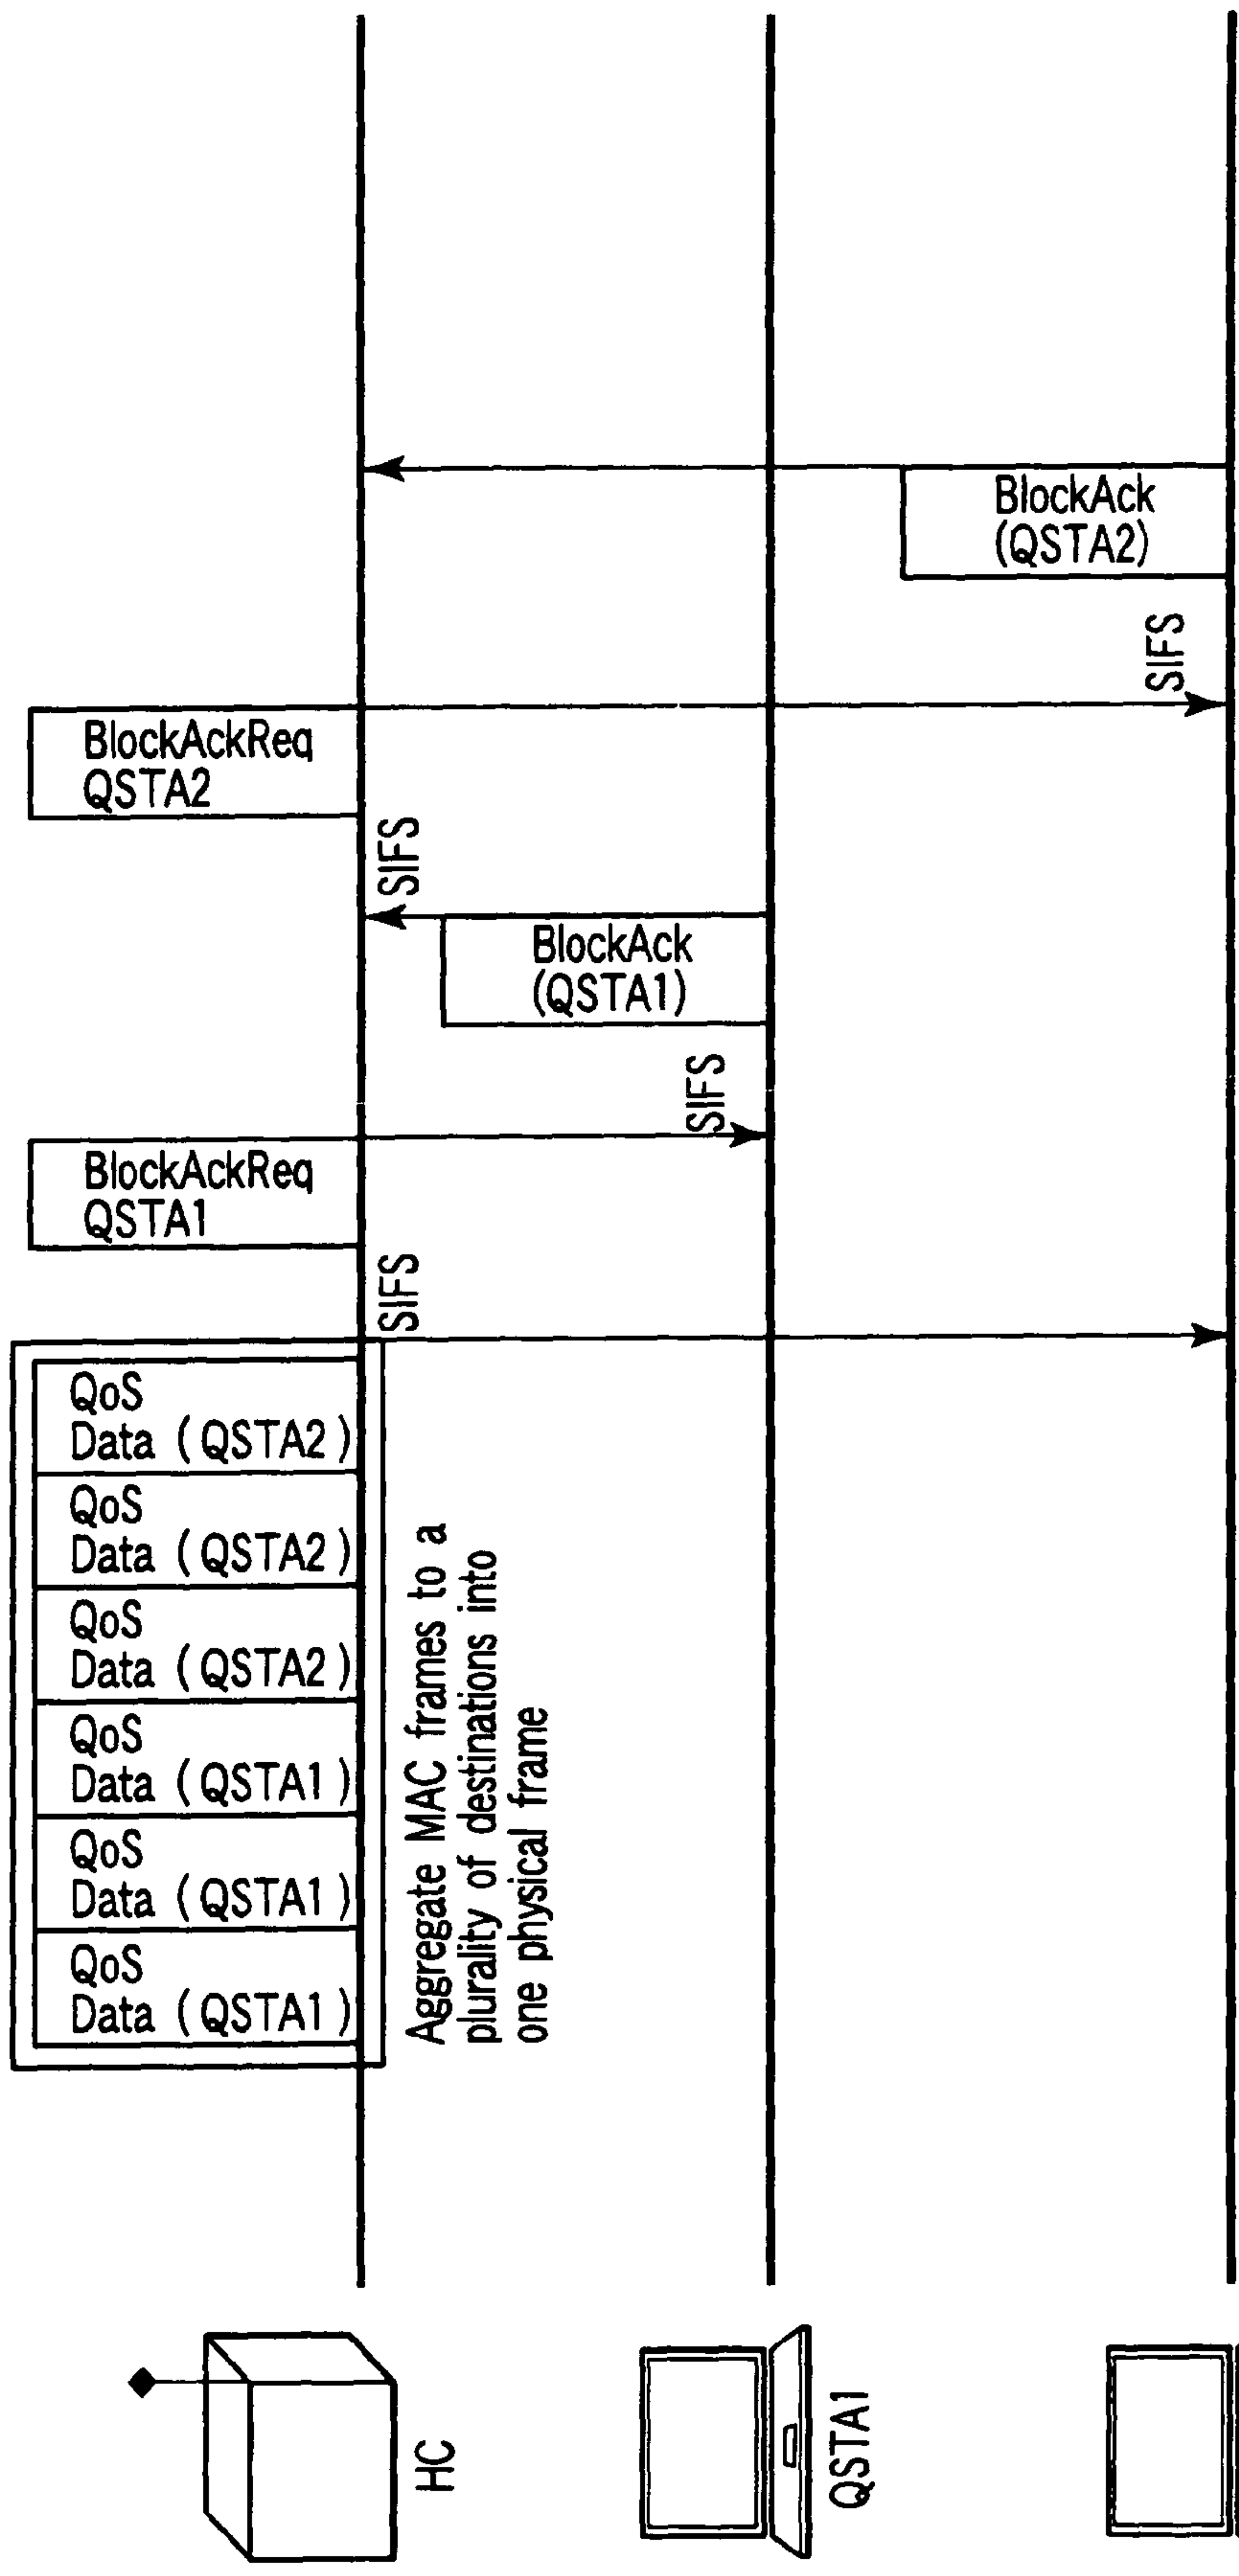 QoS
Data (QSTA1)
QoS
Data (QSTA1)
QoS
Data (QSTA1)
QoS
Data (QSTA2)
QoS
Data (QSTA2)
QoS
Data (QSTA2)
BlockAckReq
QSTA1
BlockAckReq
QSTA2
HC
Aggregate MAC frames to a
plurality of destinations into
one physical frame
SIFS
SIFS
BlockAck
(QSTA1)
SIFS
QSTA1
BlockAck
(QSTA2)
SIFS